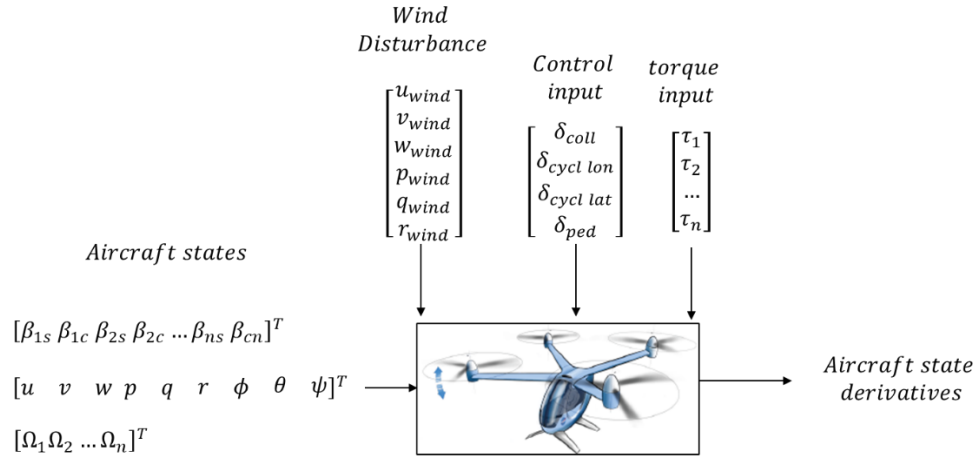 Wind
Disturbance
Control
input
torque
input
u_wind
v_wind
w_wind
p_wind
q_wind
r_wind
δ_coll
δ_cycl lon
δ_cycl lat
δ_ped
τ_1
τ_2
…
τ_n
Aircraft states
[β_1s β_1c β_2s β_2c … β_ns β_cn]^T
[u v w p q r ϕ θ ψ]^T
[Ω_1 Ω_2 … Ω_n]^T
Aircraft state
derivatives